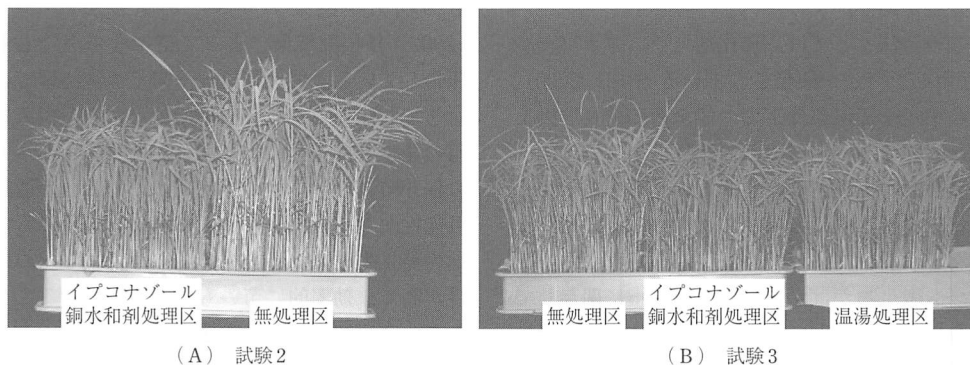 イプコナゾール
銅水和剤処理区
無処理区
(A) 試験2
無処理区
イプコナゾール
銅水和剤処理区
温湯処理区
(B) 試験3